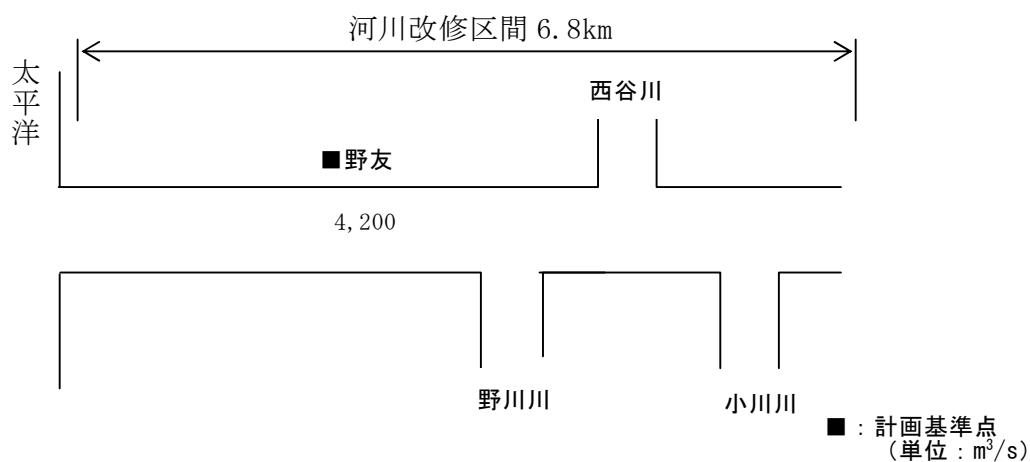 河川改修区間 6.8km
太平洋
西谷川
■野友
4,200
野川川
小川川
■：計画基準点
（単位：m³/s）